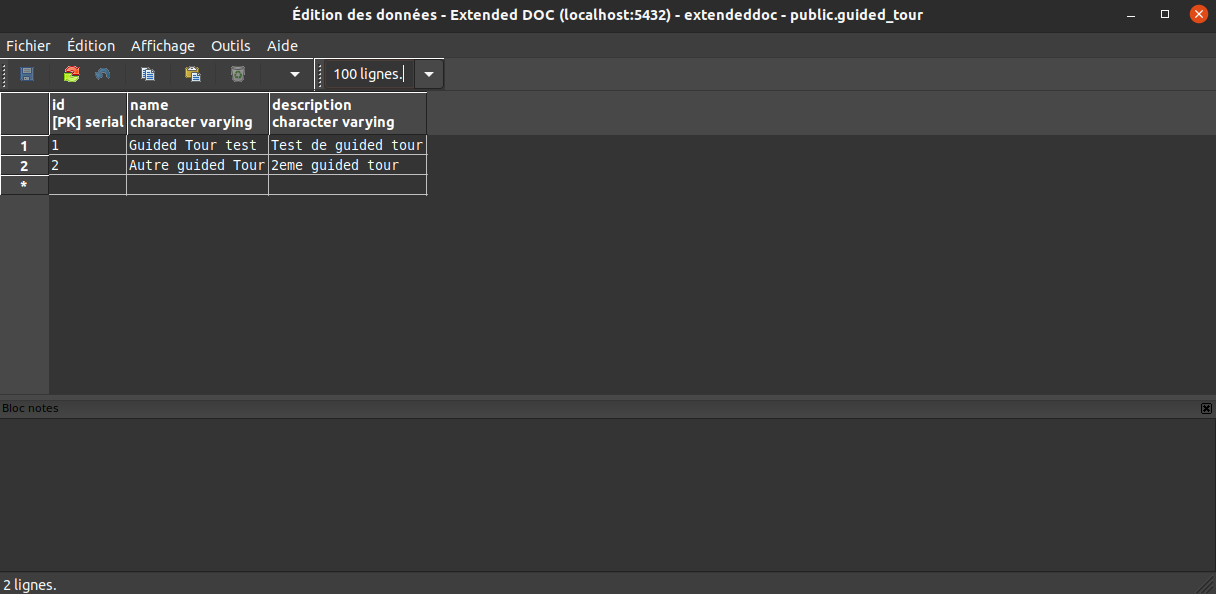 Édition des données - Extended DOC (localhost:5432) - extendeddoc - public.guided_tour
Fichier Édition Affichage Outils Aide
100 lignes.
id name description
[PK] serial character varying character varying
1 1 Guided Tour test Test de guided tour
2 2 Autre guided Tour 2eme guided tour
*
Bloc notes
2 lignes.